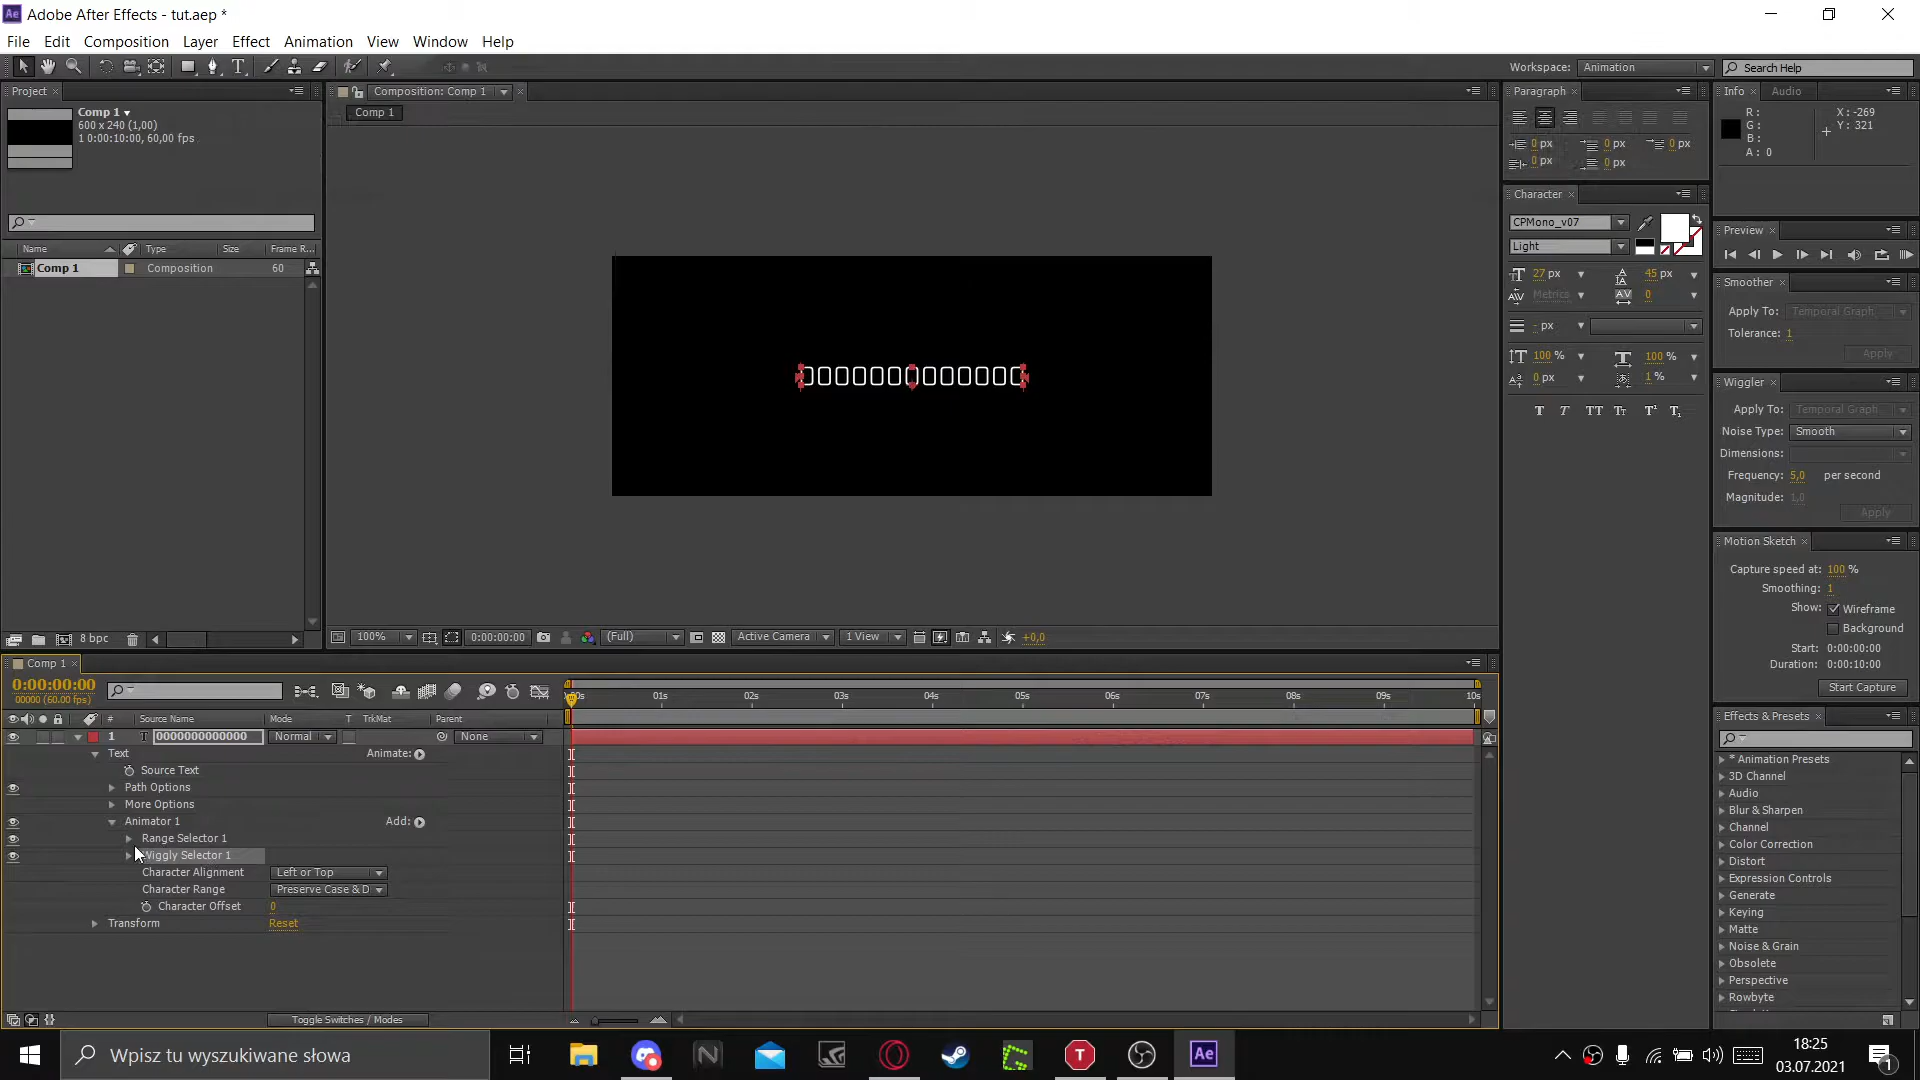 Adobe After Effects - tut.aep *
File Edit Composition Layer Effect Animation View Window Help
Workspace: Animation Search Help
Project
Comp 1
600 x 240 (1,00)
1 0:00:10:00, 60,00 fps
Name Type Size Frame R...
Comp 1 Composition 60
8 bpc
Composition: Comp 1
Comp 1
0000000000000
100% 0:00:00:00 (Full) Active Camera 1 View +0,0
Paragraph
0 px 0 px 0 px
0 px 0 px
Character
CPMono_v07
Light
27 px 45 px
Metrics 0
- px
100 % 100 %
0 px 1 %
T T TT Tt T¹ T₁
Info Audio
R: X: -269
G: Y: 321
B:
A: 0
Preview
Smoother
Apply To: Temporal Graph
Tolerance: 1
Apply
Wiggler
Apply To: Temporal Graph
Noise Type: Smooth
Dimensions:
Frequency: 5,0 per second
Magnitude: 1,0
Apply
Motion Sketch
Capture speed at: 100 %
Smoothing: 1
Show: Wireframe
Background
Start: 0:00:00:00
Duration: 0:00:10:00
Start Capture
Effects & Presets
* Animation Presets
3D Channel
Audio
Blur & Sharpen
Channel
Color Correction
Distort
Expression Controls
Generate
Keying
Matte
Noise & Grain
Obsolete
Perspective
Rowbyte
Comp 1
0:00:00:00
00000 (60.00 fps)
01s 02s 03s 04s 05s 06s 07s 08s 09s 10s
# Source Name Mode T TrkMat Parent
1 T 0000000000000 Normal None
Text Animate:
Source Text
Path Options
More Options
Animator 1 Add:
Range Selector 1
Wiggly Selector 1
Character Alignment Left or Top
Character Range Preserve Case & D
Character Offset 0
Transform Reset
Toggle Switches / Modes
Wpisz tu wyszukiwane słowa
Ae
18:25
03.07.2021
1